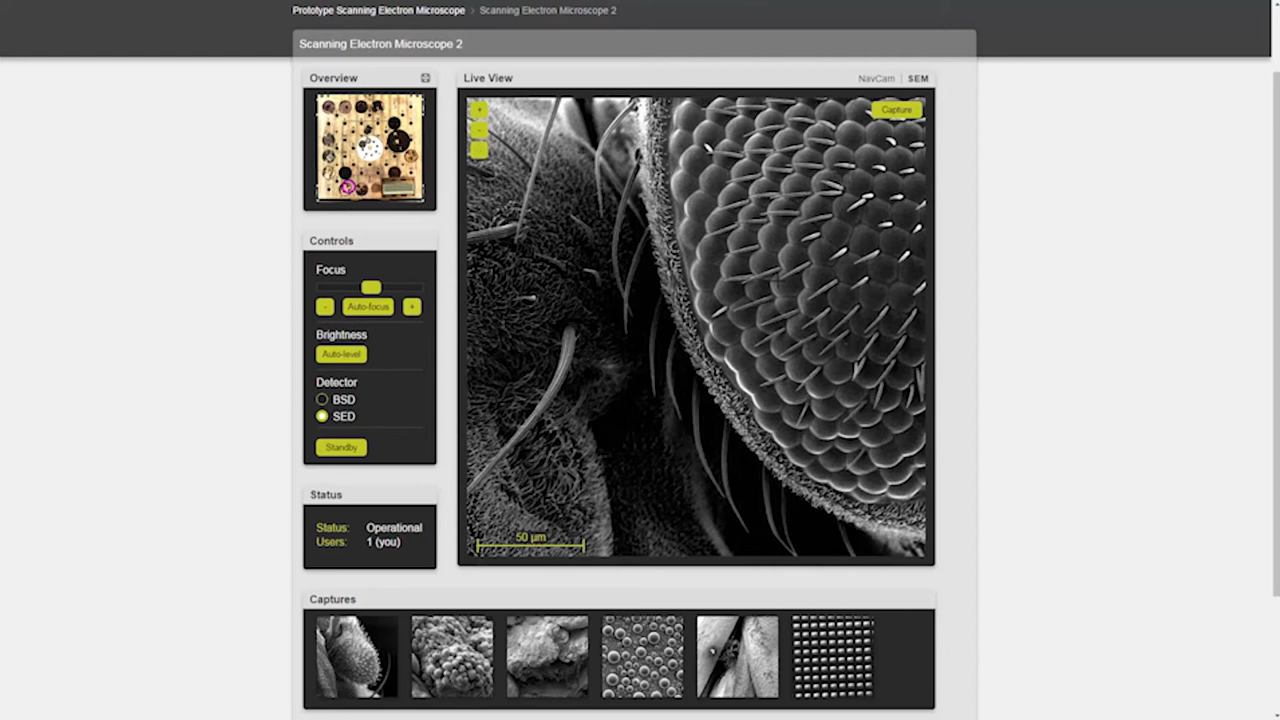 Prototype Scanning Electron Microscope › Scanning Electron Microscope 2
Scanning Electron Microscope 2
Overview
Live View
NavCam | SEM
+
-
Capture
50 µm
Controls
Focus
- Auto-focus +
Brightness
Auto-level
Detector
BSD
SED
Standby
Status
Status: Operational
Users: 1 (you)
Captures